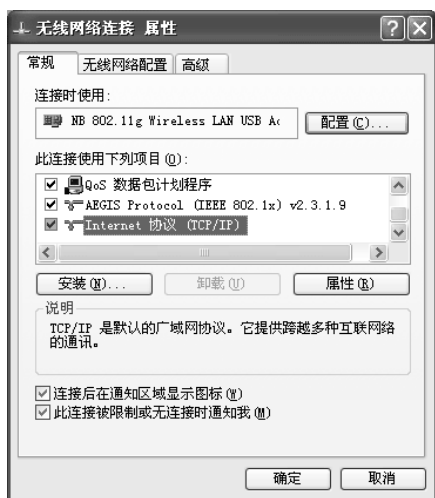 无线网络连接 属性
常规 无线网络配置 高级
连接时使用:
NB 802.11g Wireless LAN USB Ac 配置(C)...
此连接使用下列项目(O):
QoS 数据包计划程序
AEGIS Protocol (IEEE 802.1x) v2.3.1.9
Internet 协议 (TCP/IP)
安装(N)... 卸载(U) 属性(R)
说明
TCP/IP 是默认的广域网协议。它提供跨越多种互联网络
的通讯。
连接后在通知区域显示图标(W)
此连接被限制或无连接时通知我(M)
确定 取消